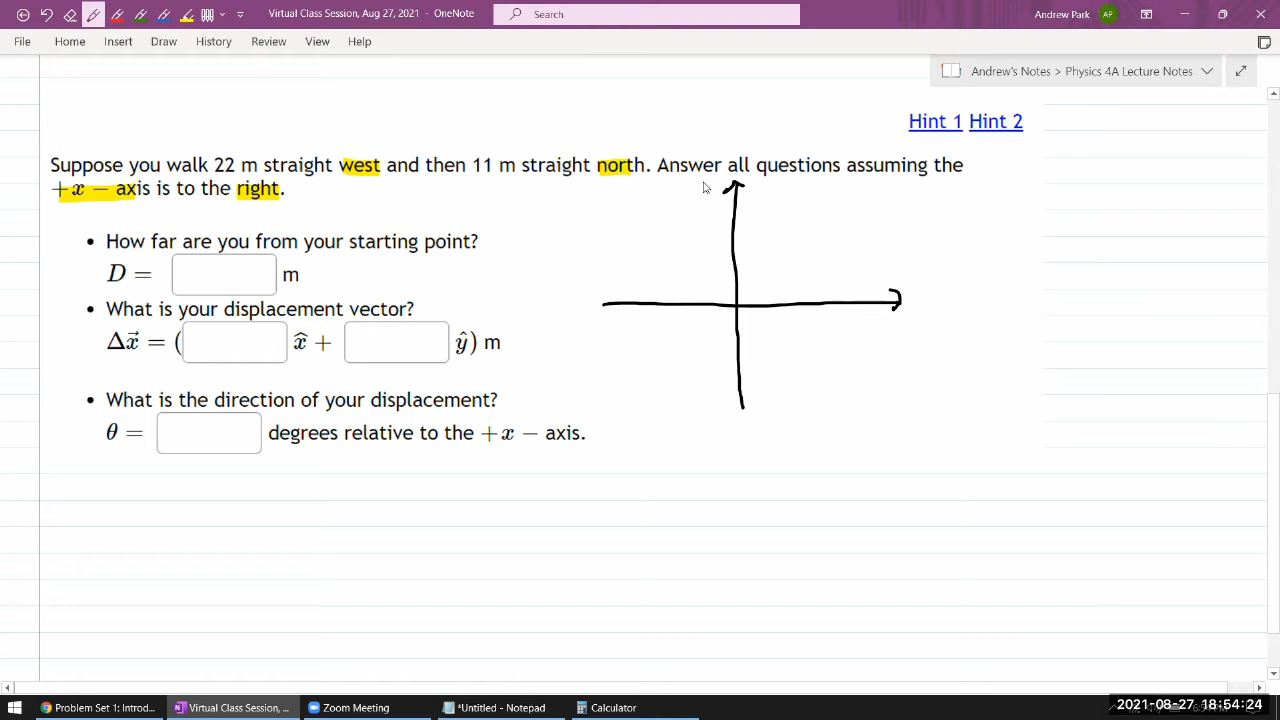 Virtual Class Session, Aug 27, 2021 - OneNote
Search
Andrew Park
AP
File Home Insert Draw History Review View Help
Andrew's Notes > Physics 4A Lecture Notes
Hint 1 Hint 2
Suppose you walk 22 m straight west and then 11 m straight north. Answer all questions assuming the
+x − axis is to the right.
• How far are you from your starting point?
D = m
• What is your displacement vector?
Δx⃗ = ( x̂ + ŷ) m
• What is the direction of your displacement?
θ = degrees relative to the +x − axis.
Problem Set 1: Introd... Virtual Class Session, ... Zoom Meeting *Untitled - Notepad Calculator 2021-08-27 18:54:24